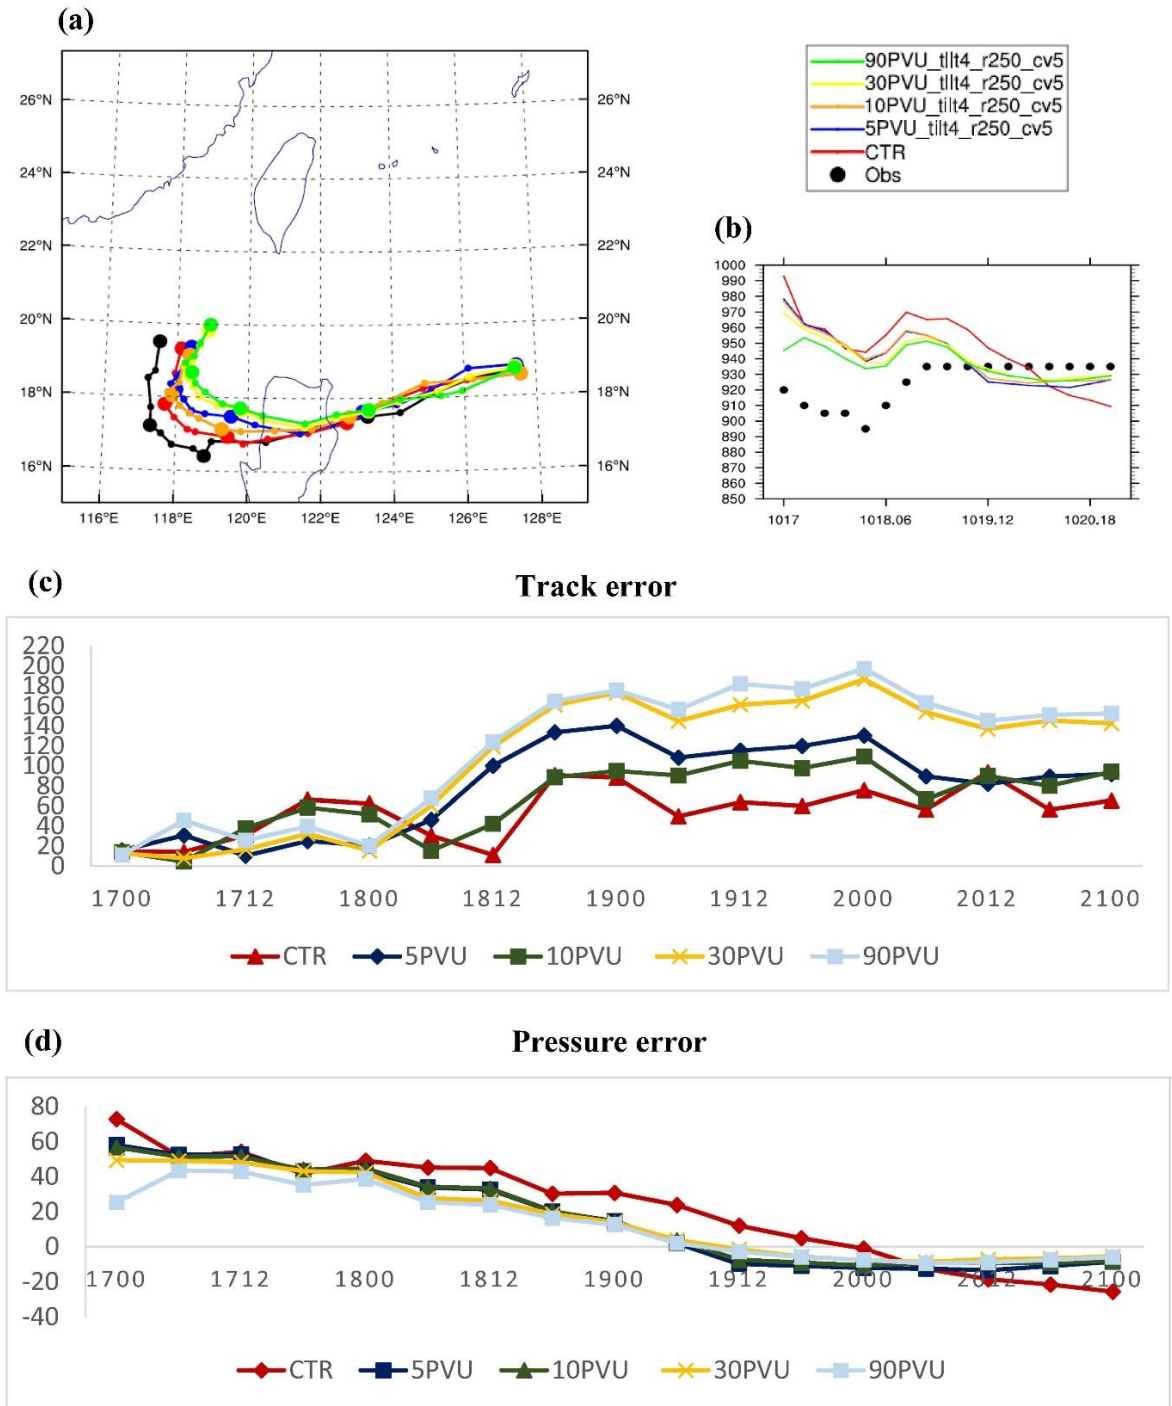 (a)
26°N 26°N
24°N 24°N
22°N 22°N
20°N 20°N
18°N 18°N
16°N 16°N
116°E 118°E 120°E 122°E 124°E 126°E 128°E
90PVU_tilt4_r250_cv5
30PVU_tilt4_r250_cv5
10PVU_tilt4_r250_cv5
5PVU_tilt4_r250_cv5
CTR
Obs
(b)
1000
990
980
970
960
950
940
930
920
910
900
890
880
870
860
850
1017 1018.06 1019.12 1020.18
(c) Track error
220
200
180
160
140
120
100
80
60
40
20
0
1700 1712 1800 1812 1900 1912 2000 2012 2100
CTR 5PVU 10PVU 30PVU 90PVU
(d) Pressure error
80
60
40
20
0
-20
-40
1700 1712 1800 1812 1900 1912 2000 2012 2100
CTR 5PVU 10PVU 30PVU 90PVU